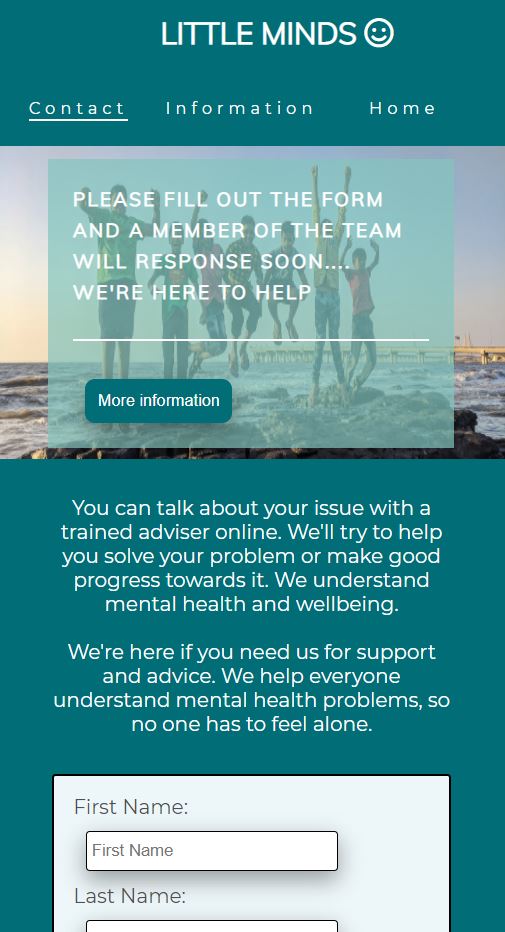 LITTLE MINDS
Contact Information Home
PLEASE FILL OUT THE FORM
AND A MEMBER OF THE TEAM
WILL RESPONSE SOON....
WE'RE HERE TO HELP
More information
You can talk about your issue with a
trained adviser online. We'll try to help
you solve your problem or make good
progress towards it. We understand
mental health and wellbeing.
We're here if you need us for support
and advice. We help everyone
understand mental health problems, so
no one has to feel alone.
First Name:
First Name
Last Name: